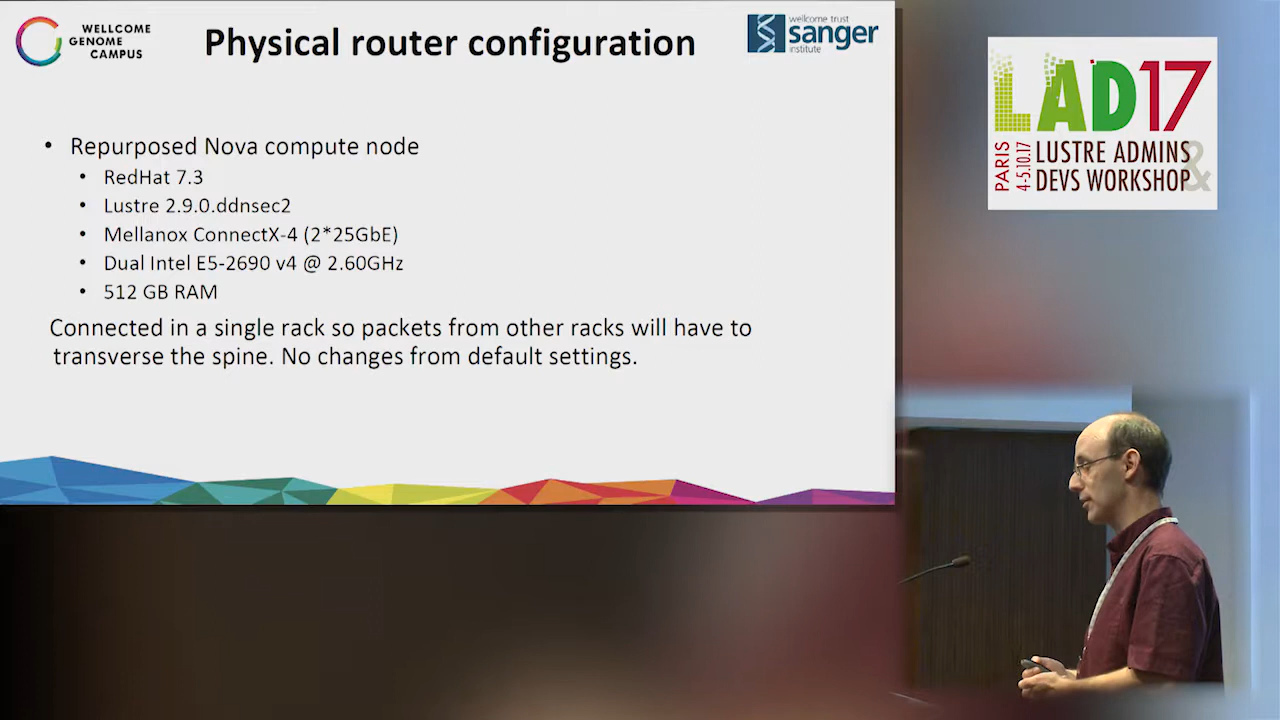 WELLCOME
GENOME
CAMPUS
Physical router configuration
wellcome trust
sanger
institute
• Repurposed Nova compute node
• RedHat 7.3
• Lustre 2.9.0.ddnsec2
• Mellanox ConnectX-4 (2*25GbE)
• Dual Intel E5-2690 v4 @ 2.60GHz
• 512 GB RAM
Connected in a single rack so packets from other racks will have to
transverse the spine. No changes from default settings.
LAD17
PARIS
4-5.10.17
LUSTRE ADMINS
&
DEVS WORKSHOP